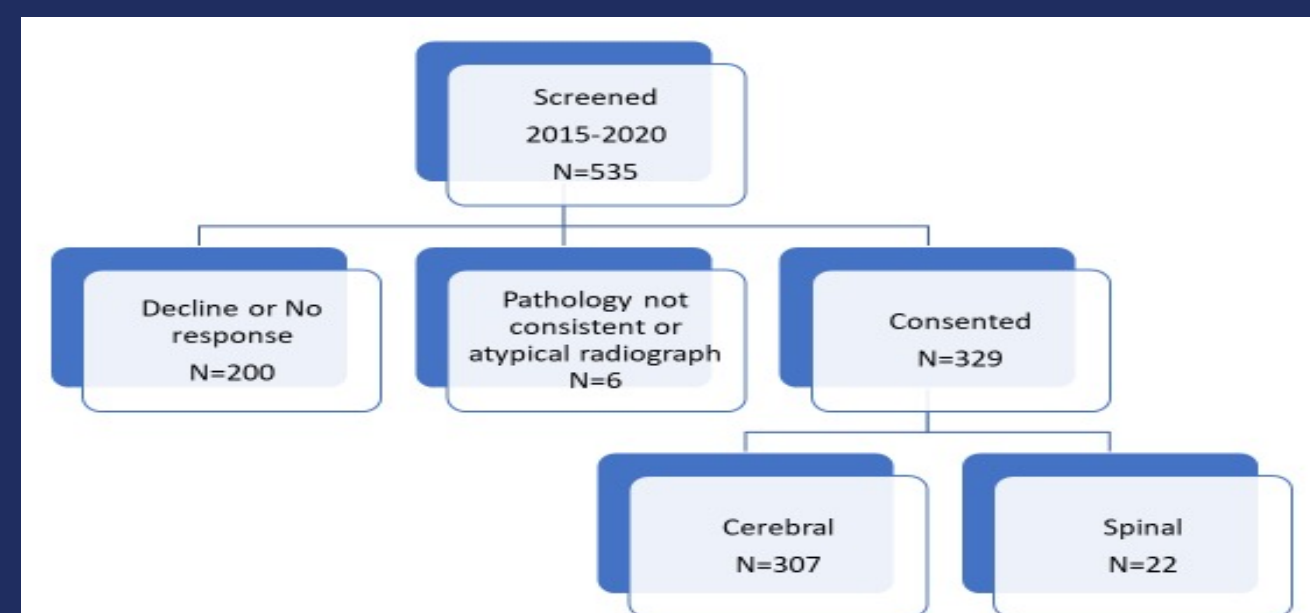 Screened
2015-2020
N=535
Decline or No
response
N=200
Pathology not
consistent or
atypical radiograph
N=6
Consented
N=329
Cerebral
N=307
Spinal
N=22